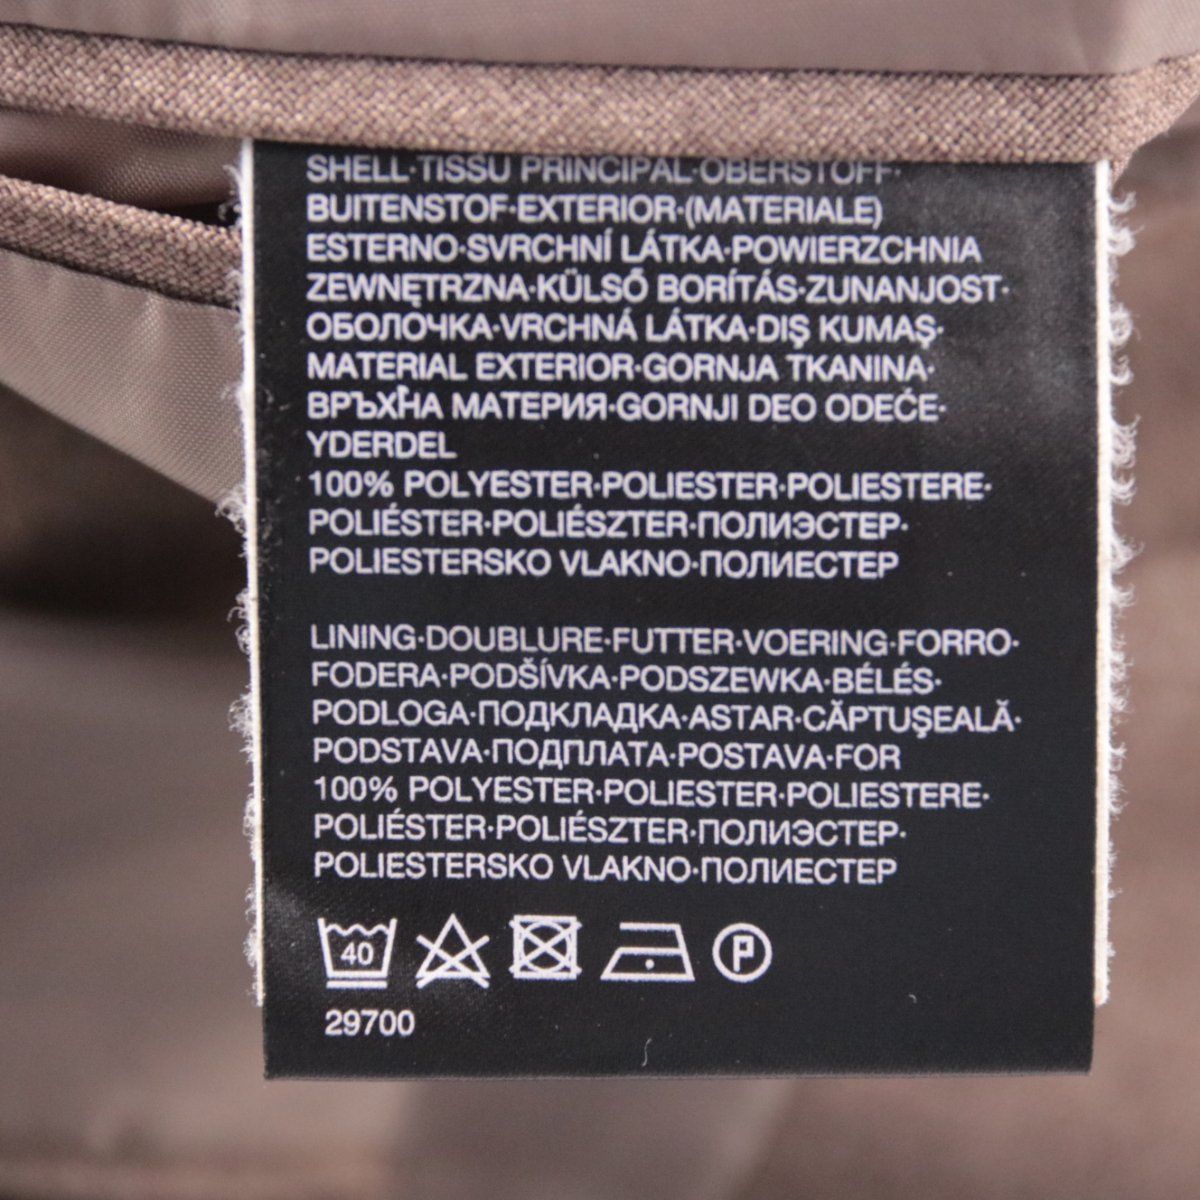 SHELL·TISSU PRINCIPAL·OBERSTOFF·
BUITENSTOF·EXTERIOR·(MATERIALE)
ESTERNO·SVRCHNÍ LÁTKA·POWIERZCHNIA
ZEWNĘTRZNA·KÜLSŐ BORÍTÁS·ZUNANJOST·
ОБОЛОЧКА·VRCHNÁ LÁTKA·DIŞ KUMAŞ·
MATERIAL EXTERIOR·GORNJA TKANINA·
ВРЪХНА МАТЕРИЯ·GORNJI DEO ODEĆE·
YDERDEL
100% POLYESTER·POLIESTER·POLIESTERE·
POLIÉSTER·POLIÉSZTER·ПОЛИЭСТЕР·
POLIESTERSKO VLAKNO·ПОЛИЕСТЕР
LINING·DOUBLURE·FUTTER·VOERING·FORRO·
FODERA·PODŠÍVKA·PODSZEWKA·BÉLÉS·
PODLOGA·ПОДКЛАДКА·ASTAR·CĂPTUŞEALĂ·
PODSTAVA·ПОДПЛАТА·POSTAVA·FOR
100% POLYESTER·POLIESTER·POLIESTERE·
POLIÉSTER·POLIÉSZTER·ПОЛИЭСТЕР·
POLIESTERSKO VLAKNO·ПОЛИЕСТЕР
40 P
29700